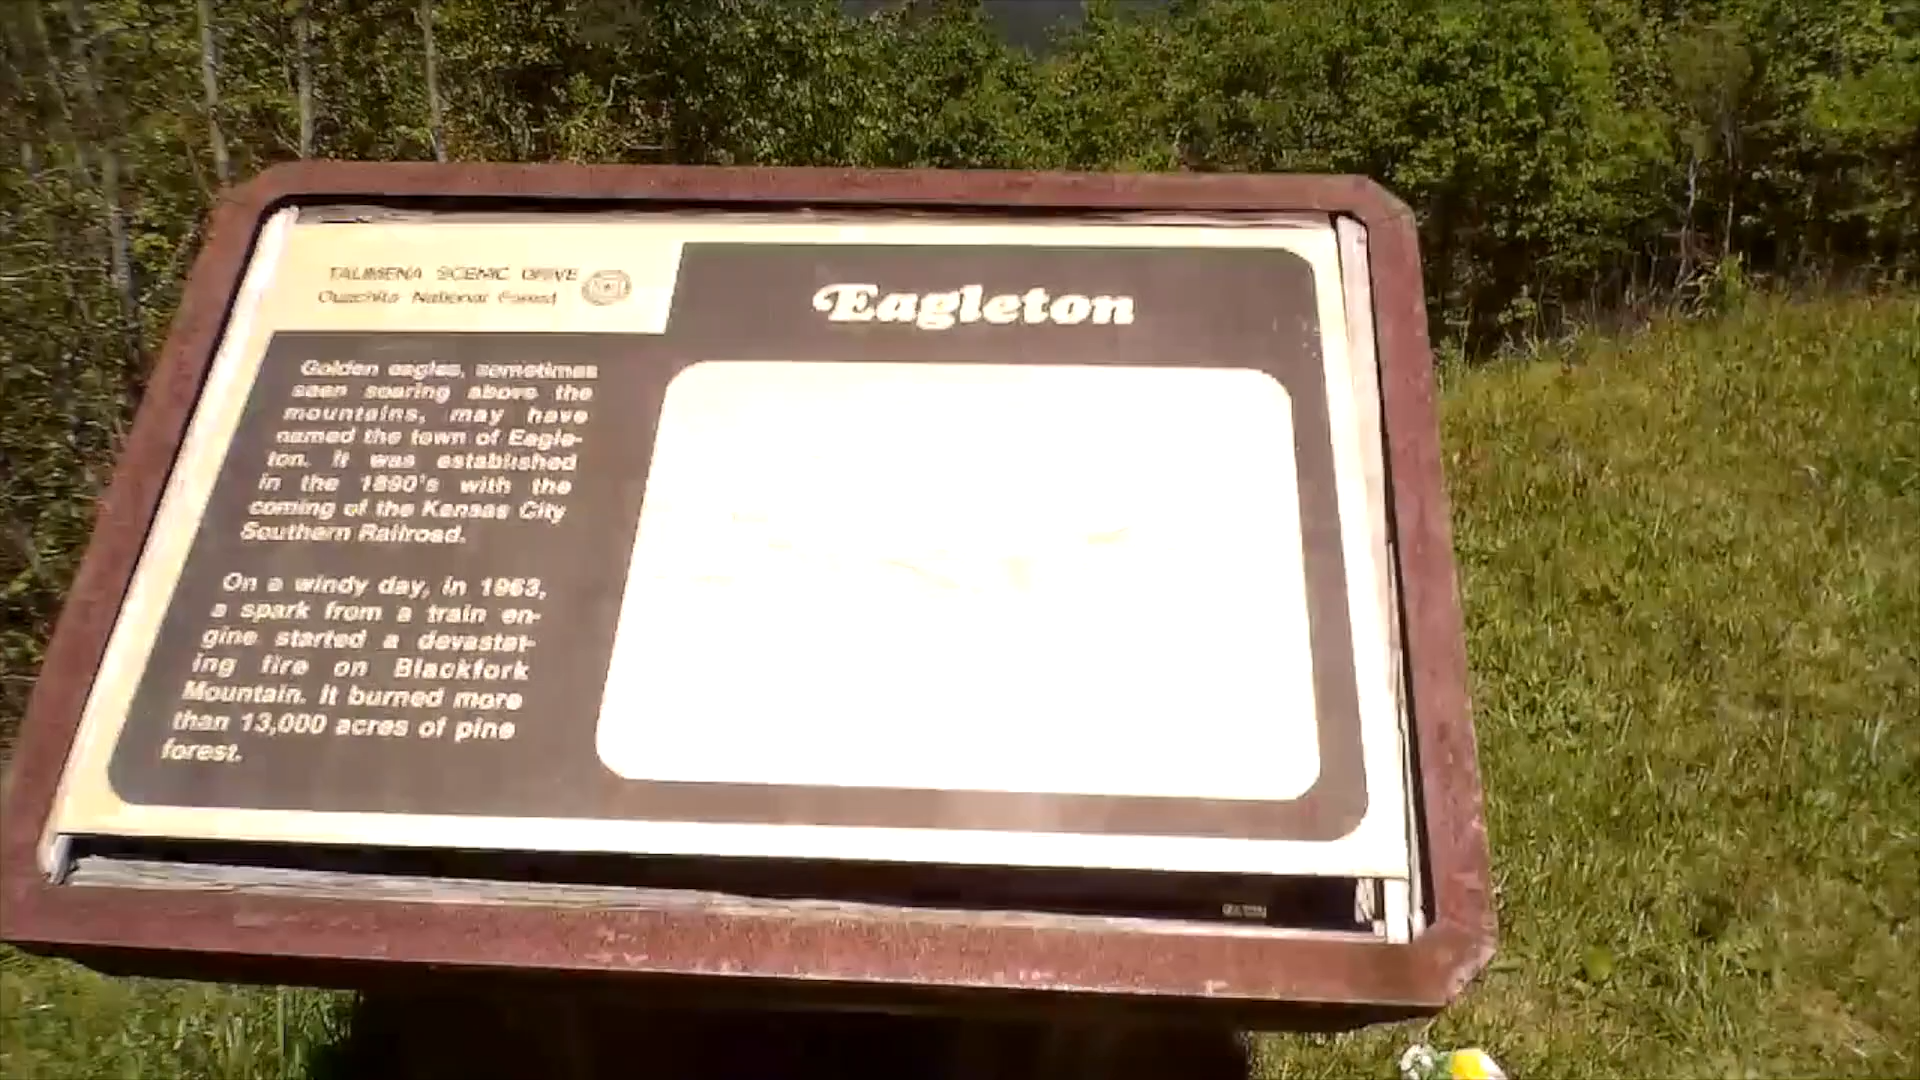 TALIMENA SCENIC DRIVE
Ouachita National Forest
Eagleton
Golden eagles, sometimes
seen soaring above the
mountains, may have
named the town of Eagle-
ton. It was established
in the 1890's with the
coming of the Kansas City
Southern Railroad.
On a windy day, in 1963,
a spark from a train en-
gine started a devastat-
ing fire on Blackfork
Mountain. It burned more
than 13,000 acres of pine
forest.